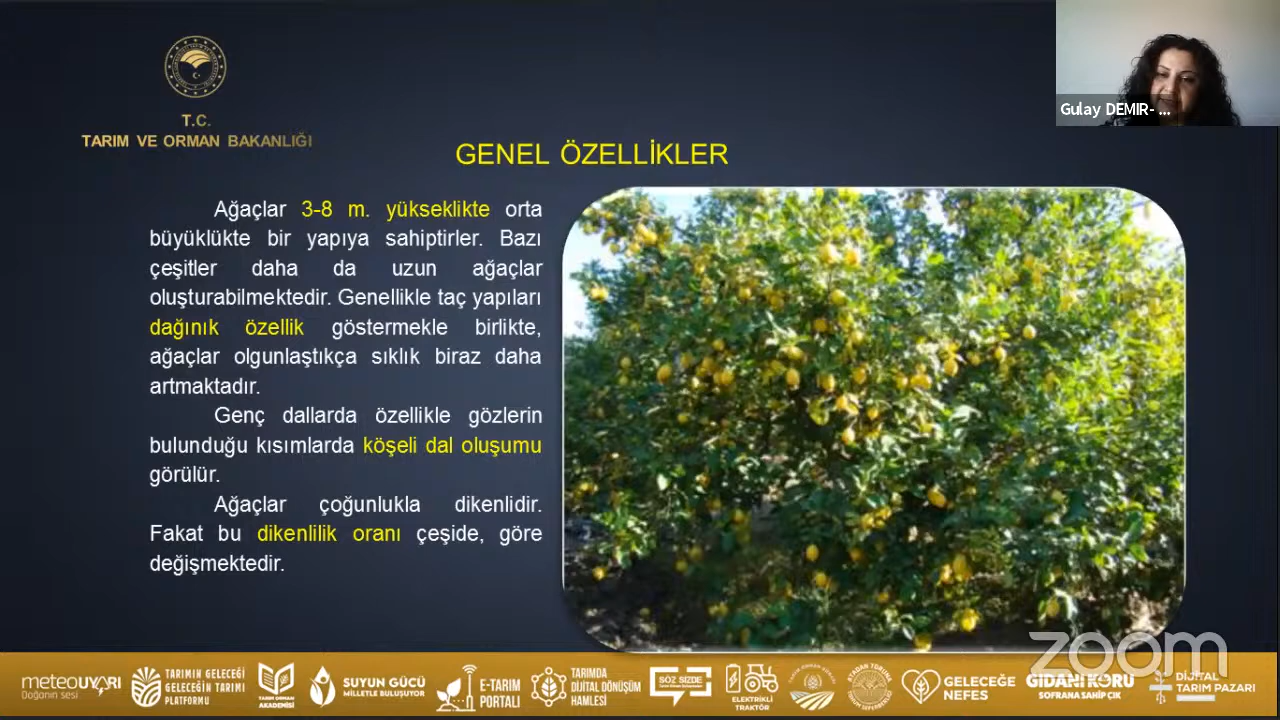 T.C.
TARIM VE ORMAN BAKANLIĞI
Gulay DEMIR- ...
GENEL ÖZELLİKLER
Ağaçlar 3-8 m. yükseklikte orta
büyüklükte bir yapıya sahiptirler. Bazı
çeşitler daha da uzun ağaçlar
oluşturabilmektedir. Genellikle taç yapıları
dağınık özellik göstermekle birlikte,
ağaçlar olgunlaştıkça sıklık biraz daha
artmaktadır.
Genç dallarda özellikle gözlerin
bulunduğu kısımlarda köşeli dal oluşumu
görülür.
Ağaçlar çoğunlukla dikenlidir.
Fakat bu dikenlilik oranı çeşide, göre
değişmektedir.
zoom
meteoUYARI
Doğanın sesi
TARIMIN GELECEĞİ
GELECEĞİN TARIMI
PLATFORMU
TARIM ORMAN
AKADEMİSİ
SUYUN GÜCÜ
MİLLETLE BULUŞUYOR
E-TARIM
PORTALI
TARIMDA
DİJİTAL DÖNÜŞÜM
HAMLESİ
SÖZ SİZDE
ELEKTRİKLİ
TRAKTÖR
GELECEĞE
NEFES
GIDANI KORU
SOFRANA SAHİP ÇIK
DİJİTAL
TARIM PAZARI